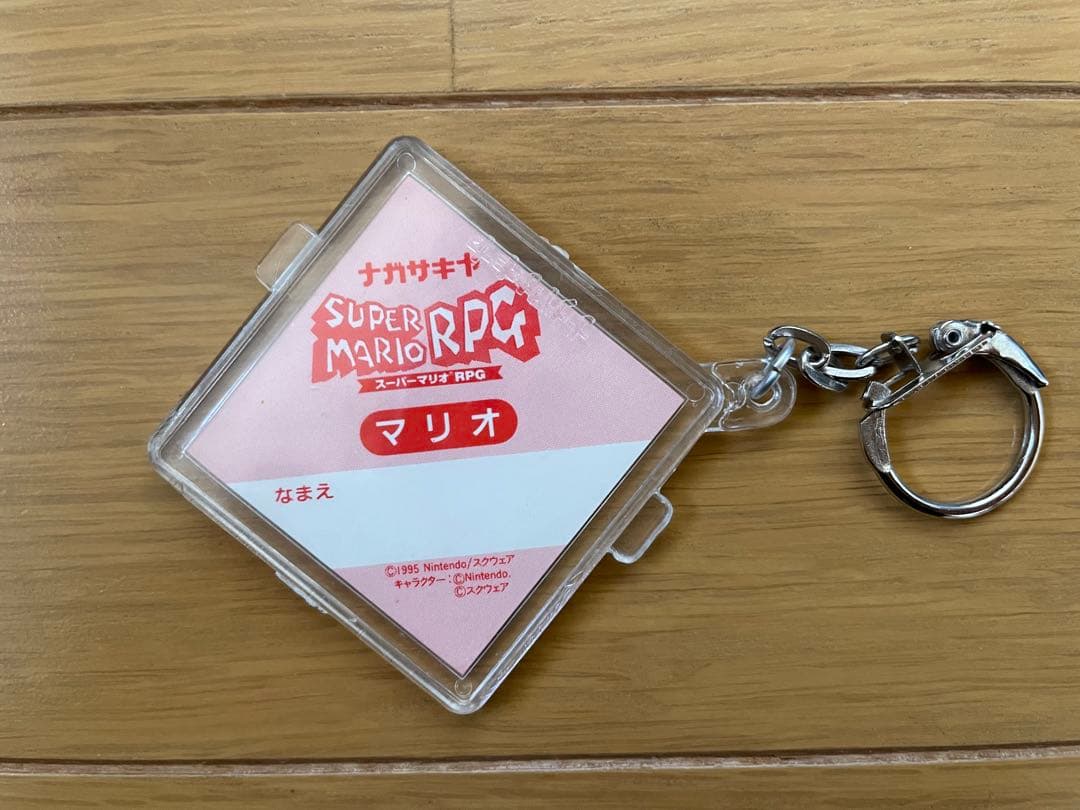 ナガサキヤ
SUPER
MARIO RPG
スーパーマリオ®RPG
マリオ
なまえ
©1995 Nintendo/スクウェア
キャラクター:©Nintendo.
©スクウェア